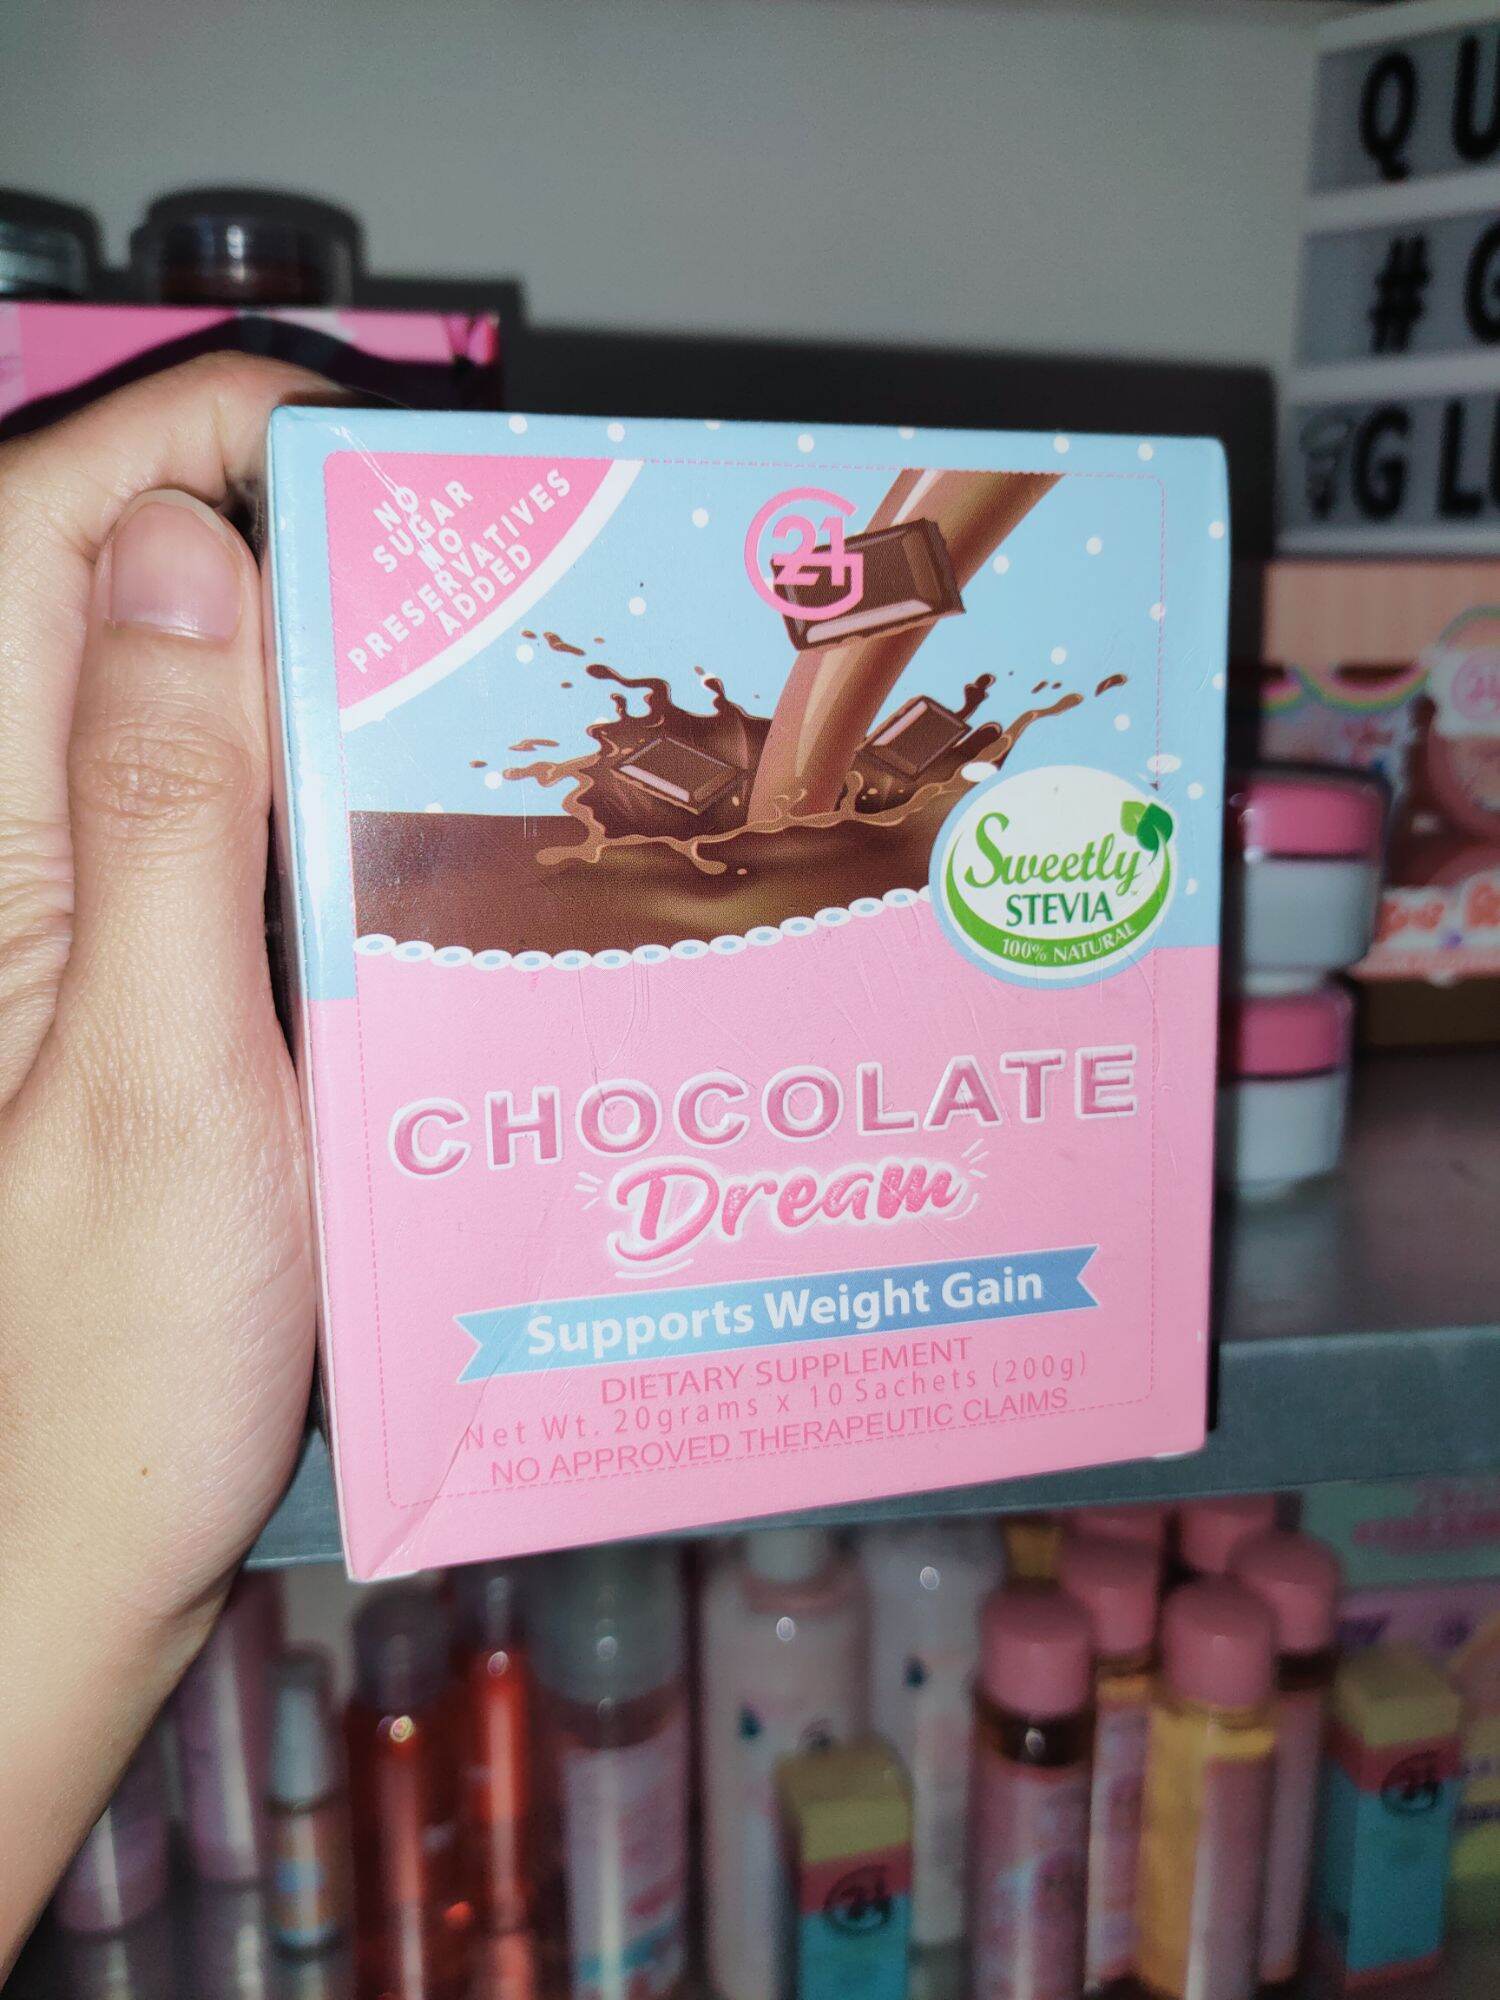 Q U
# G
G L
NO
SUGAR
NO
PRESERVATIVES
ADDED
G21
Sweetly
STEVIA
100% NATURAL
CHOCOLATE
Dream
Supports Weight Gain
DIETARY SUPPLEMENT
Net Wt. 20grams x 10 Sachets (200g)
NO APPROVED THERAPEUTIC CLAIMS